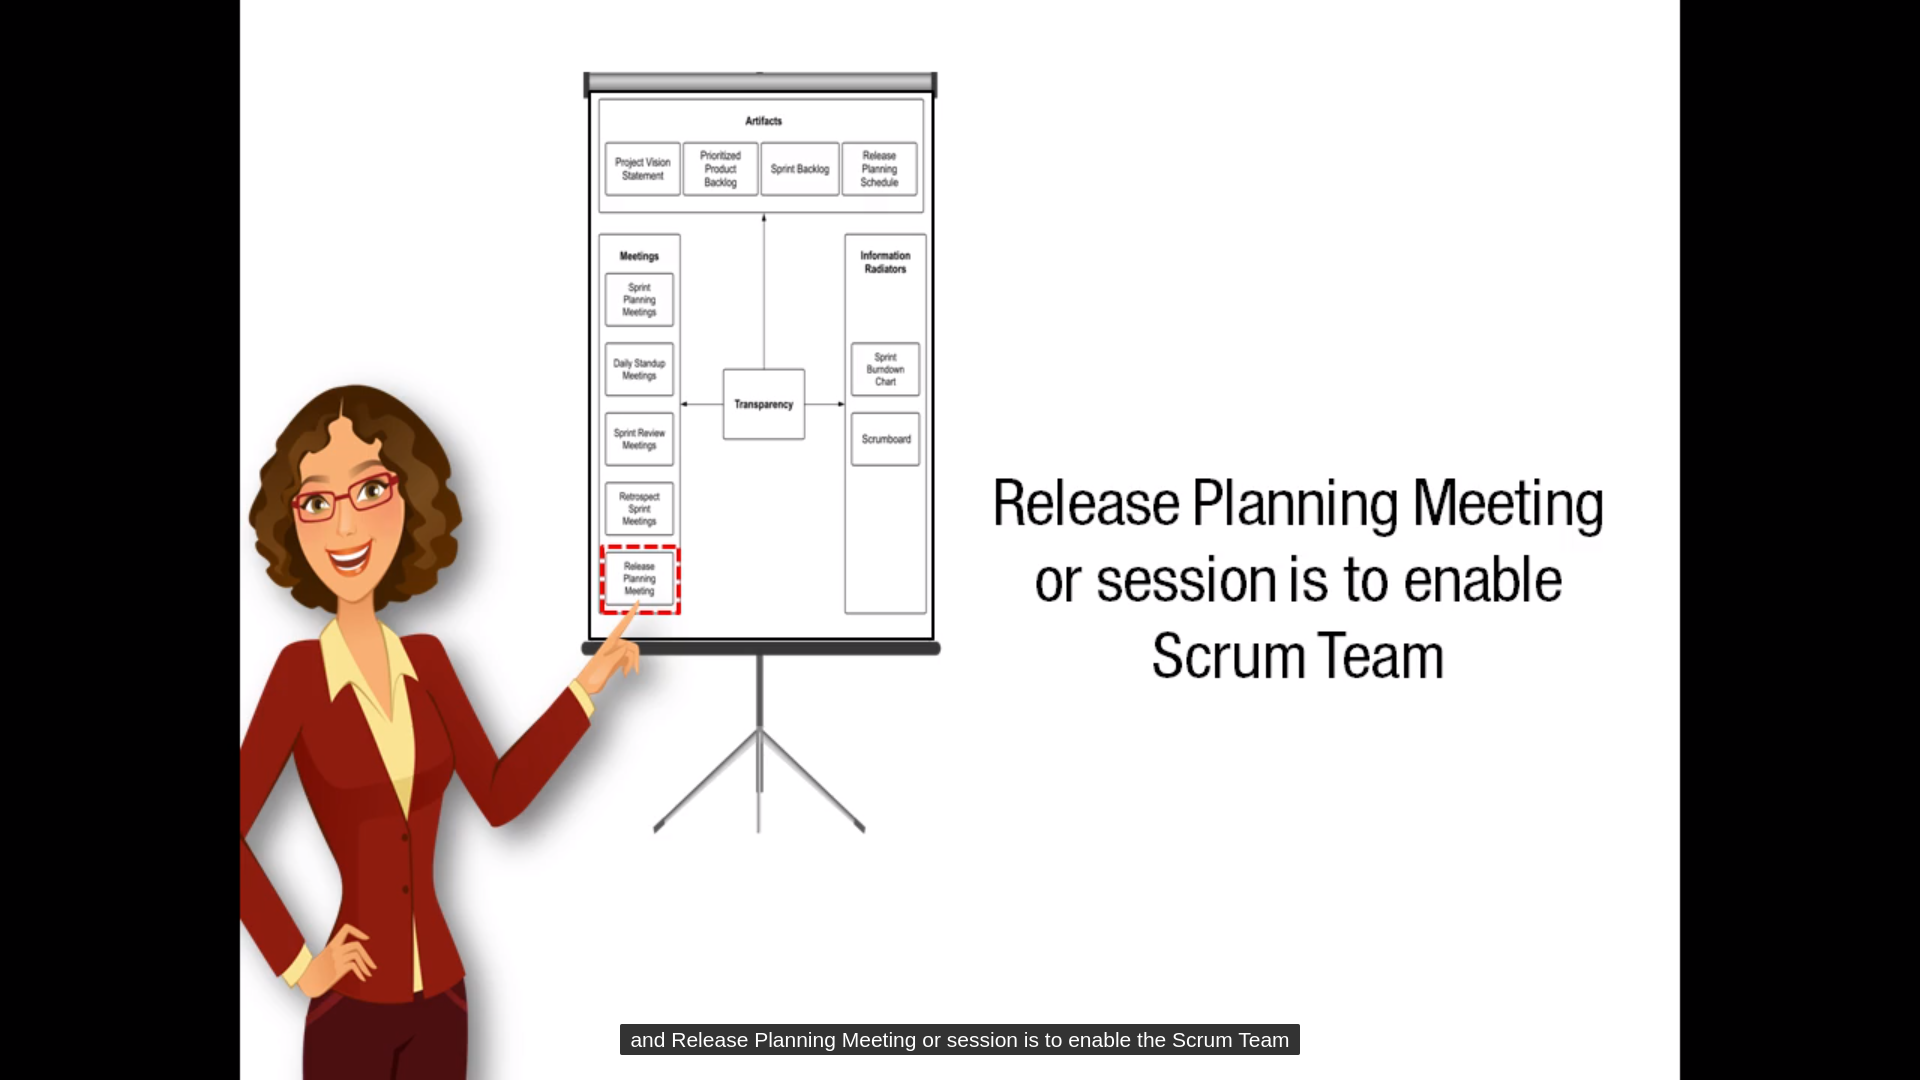 Artifacts
Project Vision
Statement
Prioritized
Product
Backlog
Sprint Backlog
Release
Planning
Schedule
Meetings
Sprint
Planning
Meetings
Daily Standup
Meetings
Sprint Review
Meetings
Retrospect
Sprint
Meetings
Release
Planning
Meeting
Transparency
Information
Radiators
Sprint
Burndown
Chart
Scrumboard
Release Planning Meeting
or session is to enable
Scrum Team
and Release Planning Meeting or session is to enable the Scrum Team